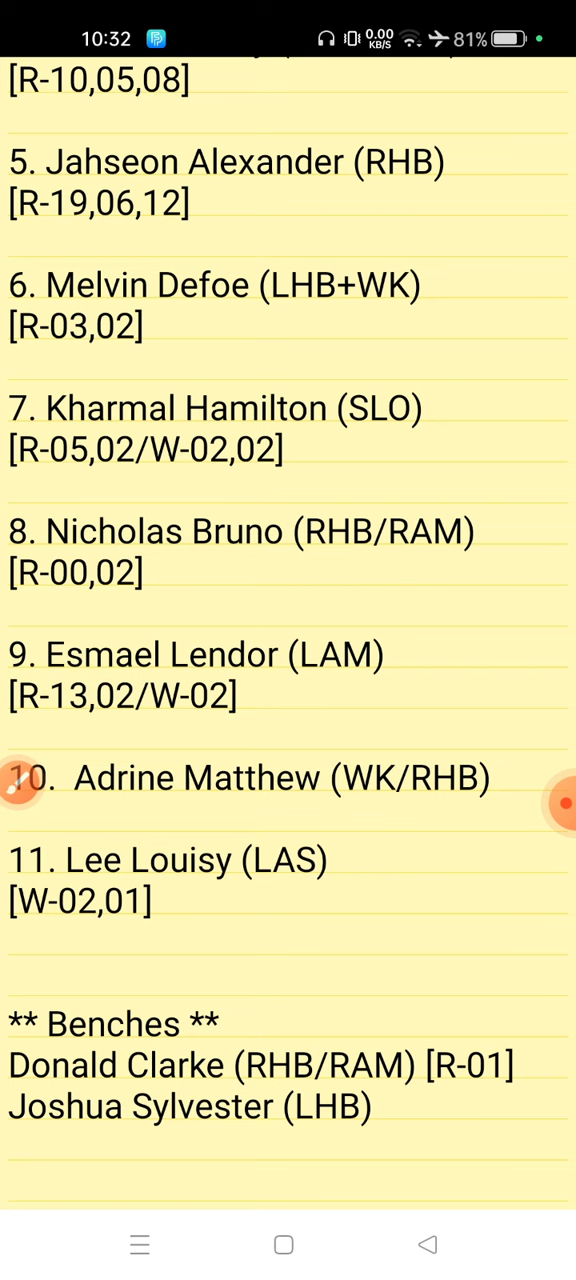 10:32 0.00 KB/S 81%
[R-10,05,08]
5. Jahseon Alexander (RHB)
[R-19,06,12]
6. Melvin Defoe (LHB+WK)
[R-03,02]
7. Kharmal Hamilton (SLO)
[R-05,02/W-02,02]
8. Nicholas Bruno (RHB/RAM)
[R-00,02]
9. Esmael Lendor (LAM)
[R-13,02/W-02]
10. Adrine Matthew (WK/RHB)
11. Lee Louisy (LAS)
[W-02,01]
** Benches **
Donald Clarke (RHB/RAM) [R-01]
Joshua Sylvester (LHB)